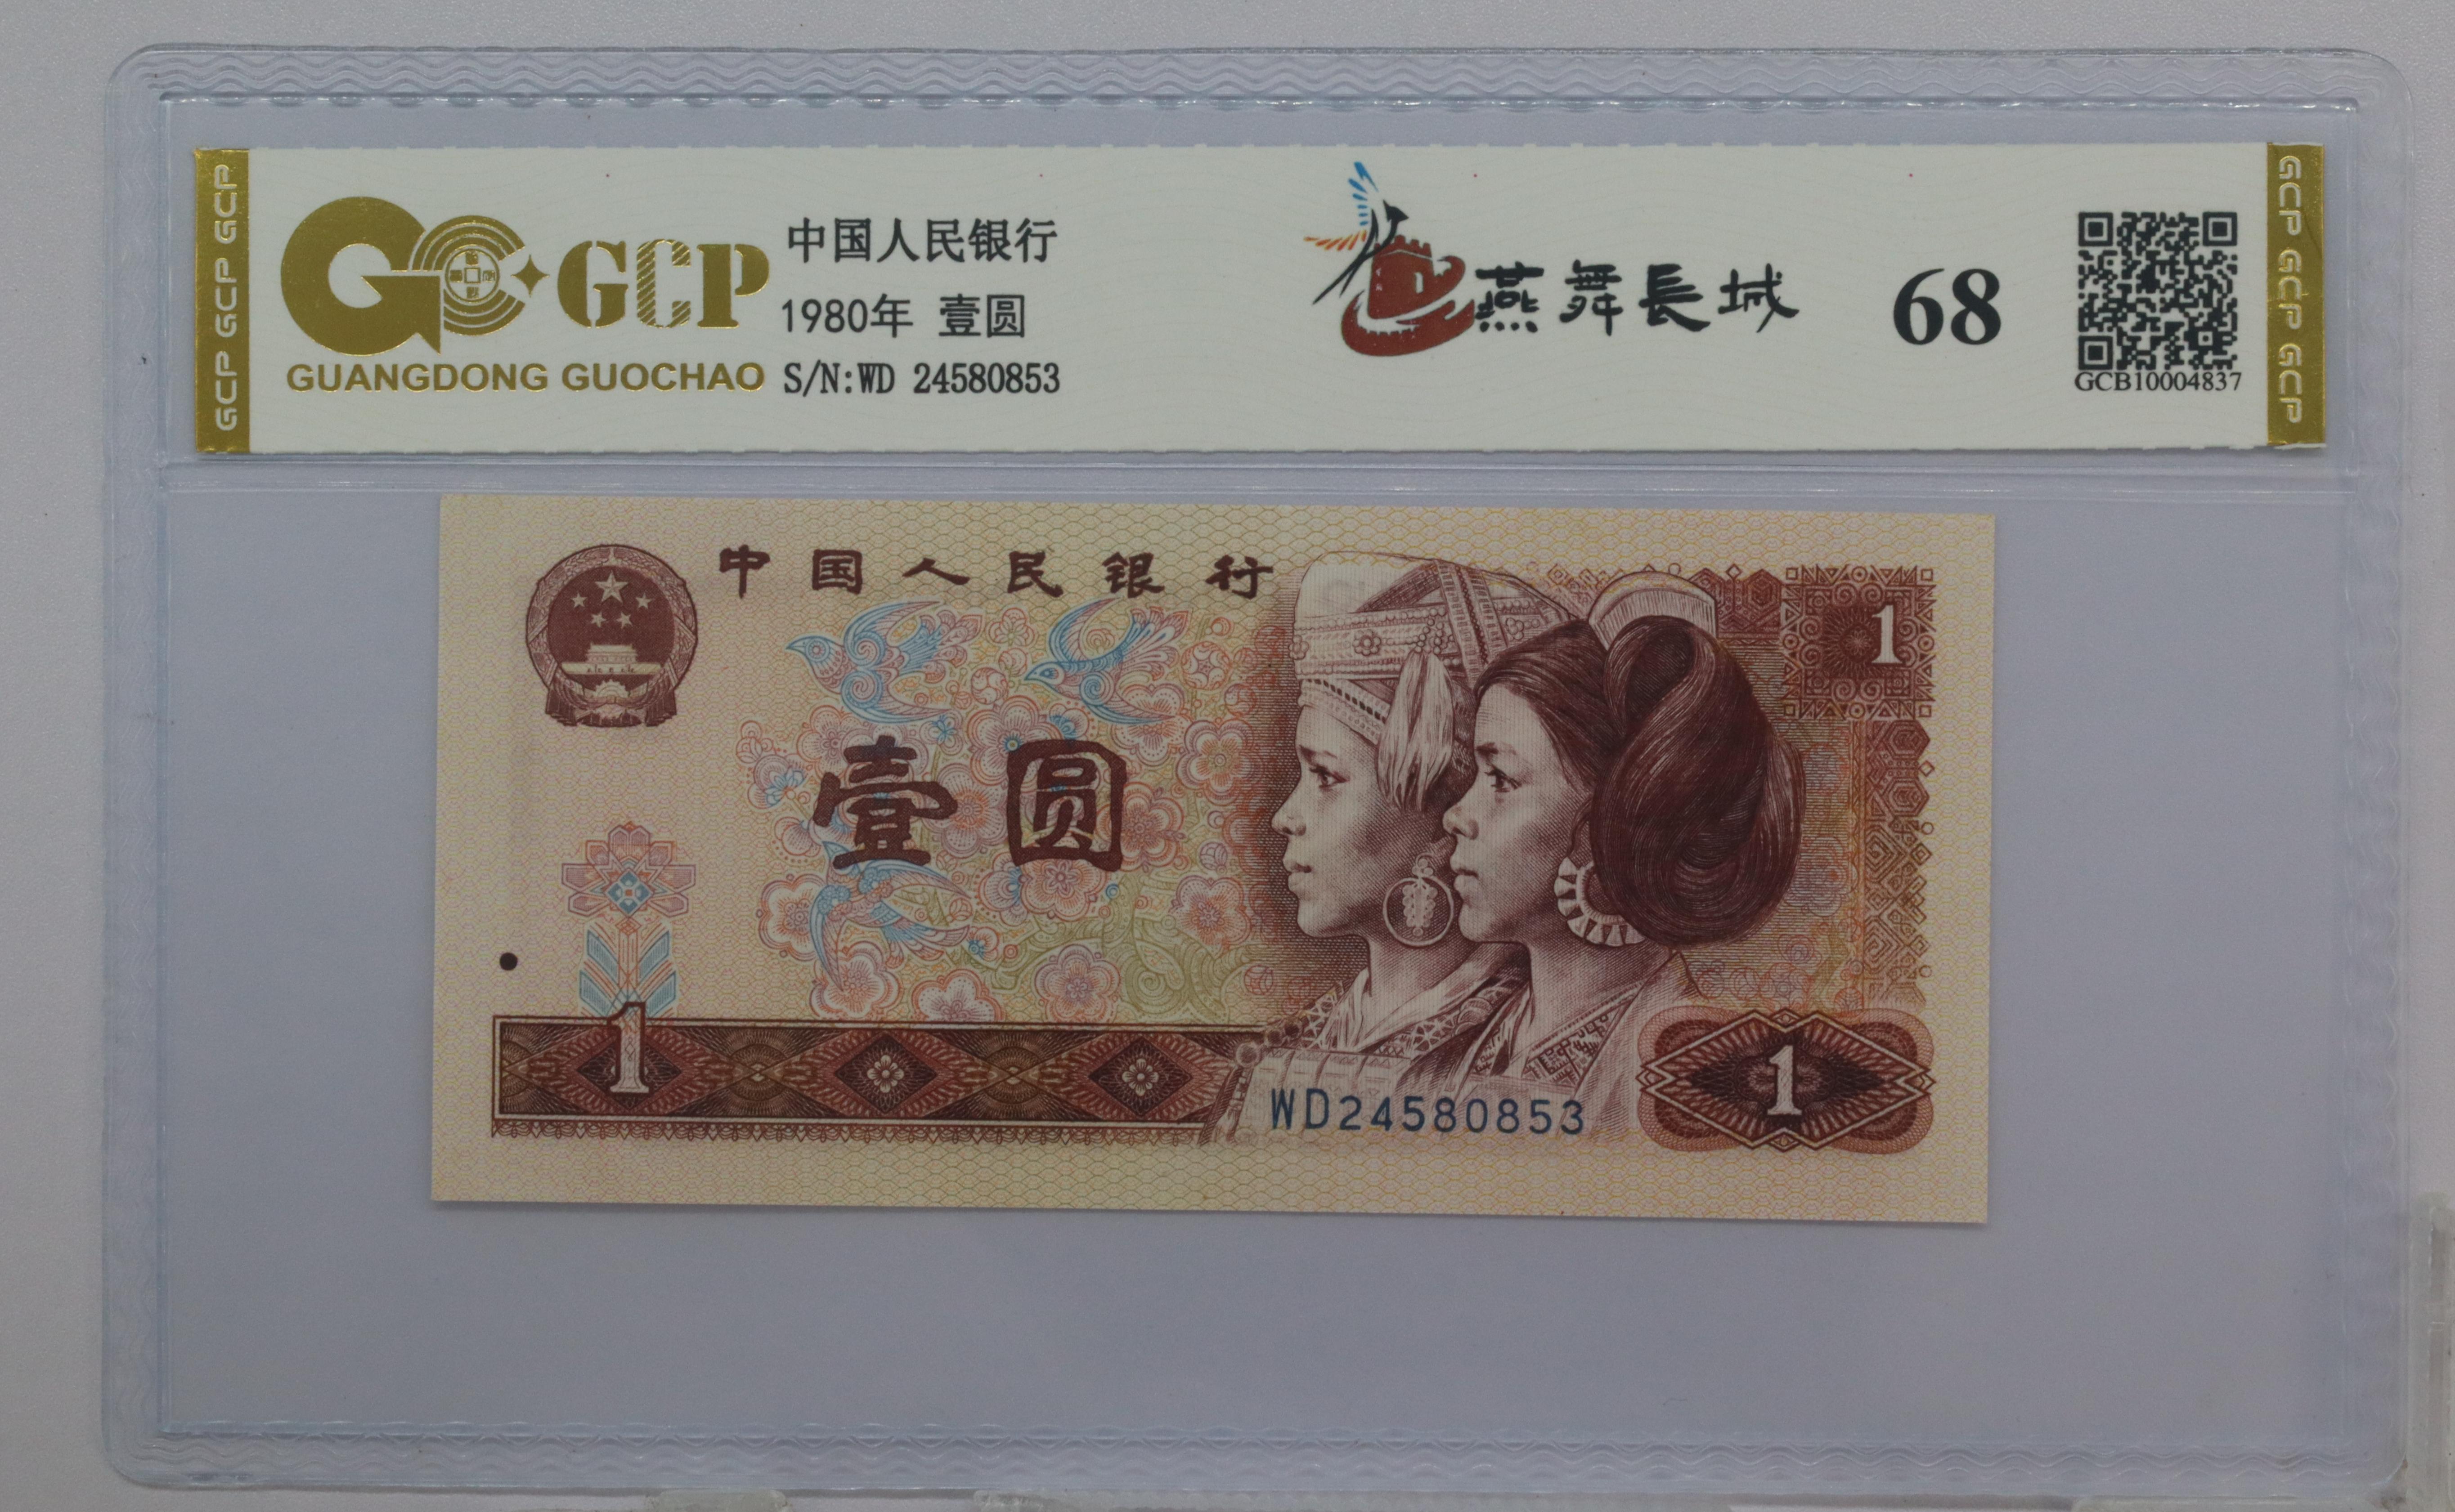 GCP GCP GCP
GCP
GUANGDONG GUOCHAO
中国人民银行
1980年 壹圆
S/N:WD 24580853
燕舞長城
68
GCB10004837
GCP GCP GCP
中国人民银行
1
壹圆
1
1
WD24580853